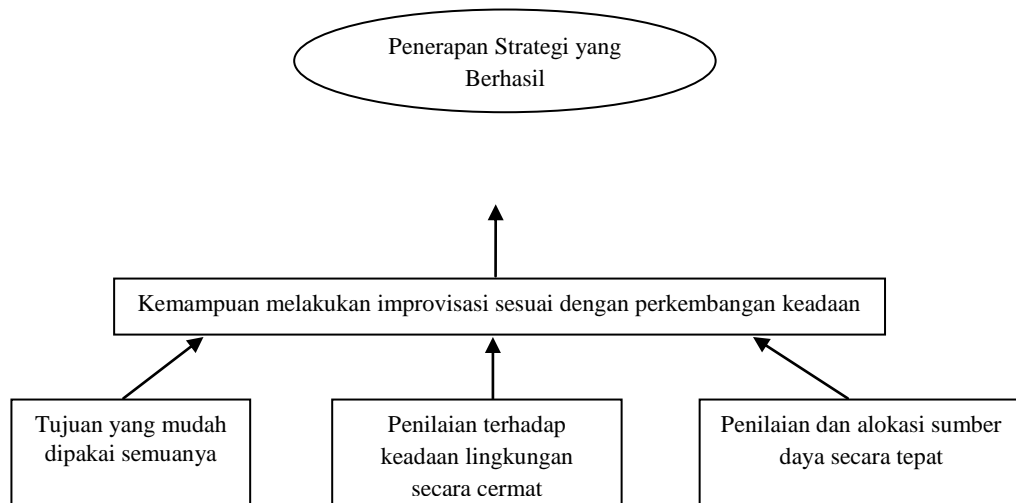 Penerapan Strategi yang
Berhasil
Kemampuan melakukan improvisasi sesuai dengan perkembangan keadaan
Tujuan yang mudah
dipakai semuanya
Penilaian terhadap
keadaan lingkungan
secara cermat
Penilaian dan alokasi sumber
daya secara tepat